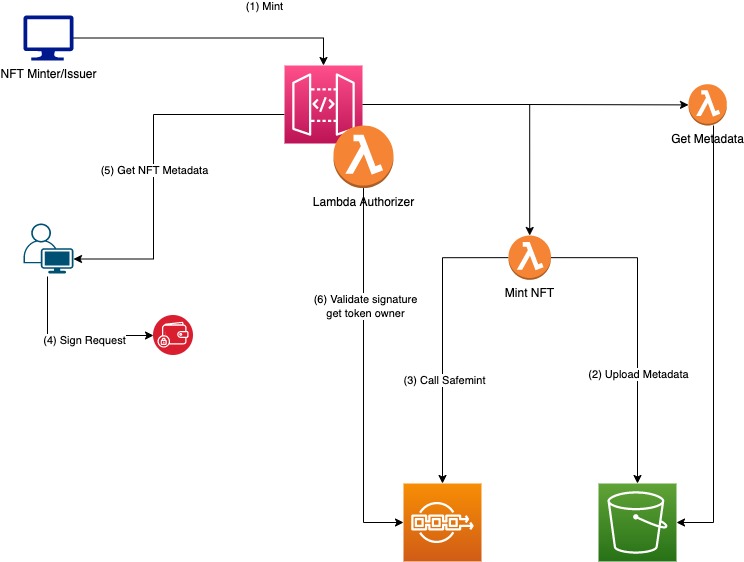 (1) Mint
NFT Minter/Issuer
</>
Get Metadata
(5) Get NFT Metadata
Lambda Authorizer
Mint NFT
(6) Validate signature
get token owner
(4) Sign Request
(3) Call Safemint
(2) Upload Metadata